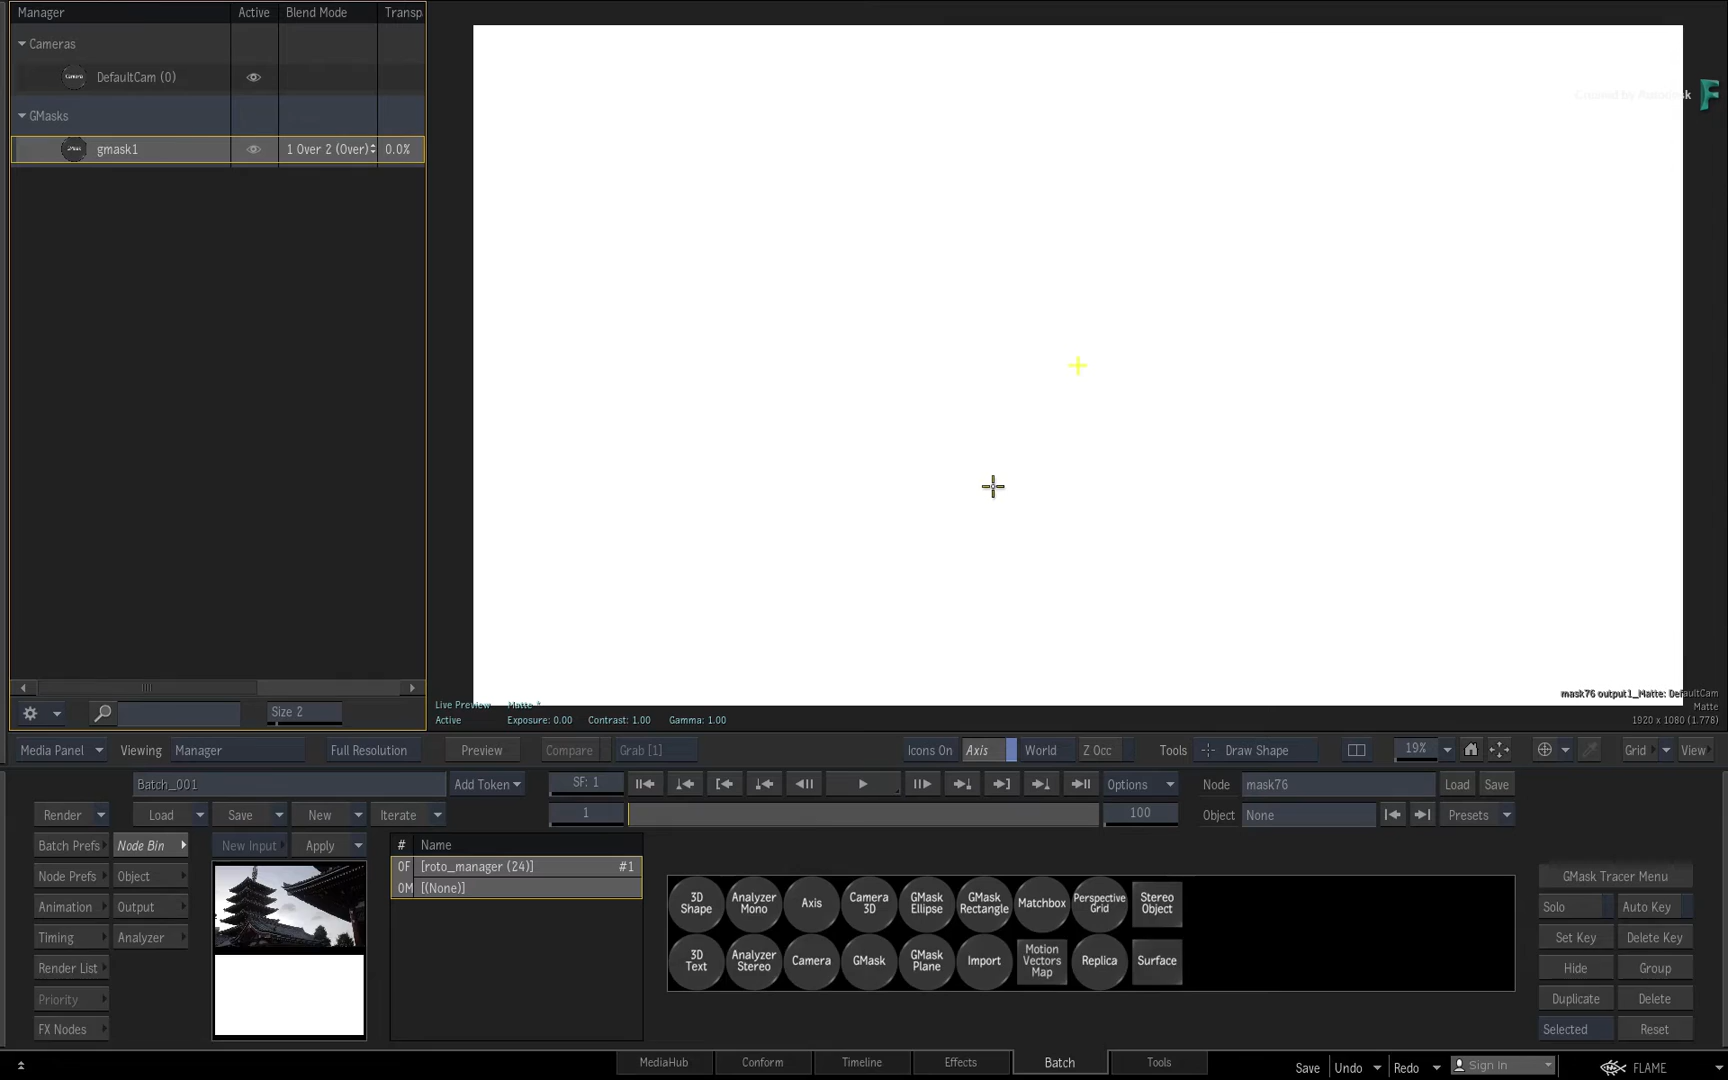 Manager Active Blend Mode Transp
Cameras
DefaultCam (0)
GMasks
gmask1 1 Over 2 (Over) 0.0%
Created by Autodesk
Size 2
Live Preview Matte *
Active Exposure: 0.00 Contrast: 1.00 Gamma: 1.00
mask76 output1_Matte: DefaultCam
Matte
1920 x 1080 (1.778)
Media Panel Viewing Manager Full Resolution Preview Compare Grab [1] Icons On Axis World Z Occ Tools Draw Shape 19% Grid View
Batch_001 Add Token SF: 1 Options Node mask76 Load Save
Render Load Save New Iterate 1 100 Object None Presets
Batch Prefs Node Bin New Input Apply # Name
Node Prefs Object OF [roto_manager (24)] #1
OM [(None)]
Animation Output
Timing Analyzer
Render List
Priority
FX Nodes
3D Shape Analyzer Mono Axis Camera 3D GMask Ellipse GMask Rectangle Matchbox Perspective Grid Stereo Object
3D Text Analyzer Stereo Camera GMask GMask Plane Import Motion Vectors Map Replica Surface
GMask Tracer Menu
Solo Auto Key
Set Key Delete Key
Hide Group
Duplicate Delete
Selected Reset
MediaHub Conform Timeline Effects Batch Tools Save Undo Redo Sign In FLAME